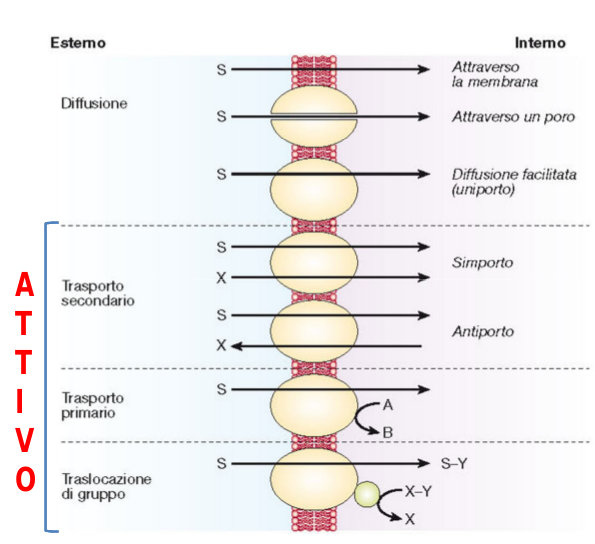 Esterno
Interno
S
Attraverso
la membrana
Diffusione
S
Attraverso un poro
S
Diffusione facilitata
(uniporto)
ATTIVO
Trasporto
secondario
S
X
Simporto
S
X
Antiporto
Trasporto
primario
S
A
B
Traslocazione
di gruppo
S
S–Y
X–Y
X